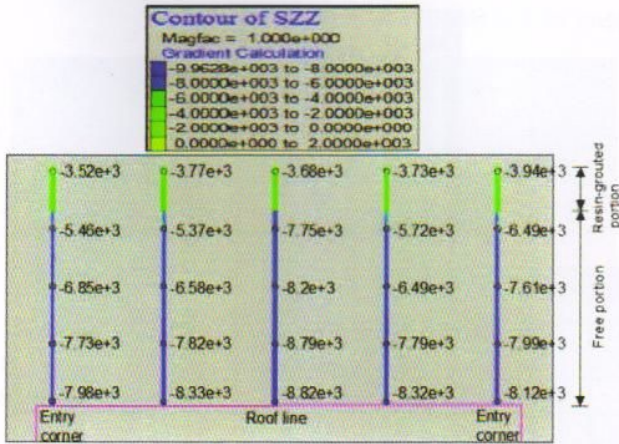 Contour of SZZ
Magfac = 1.000e+000
Gradient Calculation
-9.9628e+003 to -8.0000e+003
-8.0000e+003 to -6.0000e+003
-6.0000e+003 to -4.0000e+003
-4.0000e+003 to -2.0000e+003
-2.0000e+003 to 0.0000e+000
0.0000e+000 to 2.0000e+003
-3.52e+3 -3.77e+3 -3.68e+3 -3.73e+3 -3.94e+3
-5.46e+3 -5.37e+3 -7.75e+3 -5.72e+3 -6.49e+3
-6.85e+3 -6.58e+3 -8.2e+3 -6.49e+3 -7.61e+3
-7.73e+3 -7.82e+3 -8.79e+3 -7.79e+3 -7.99e+3
-7.98e+3 -8.33e+3 -8.82e+3 -8.32e+3 -8.12e+3
Entry Roof line Entry
corner corner
Resin-grouted
portion
Free portion